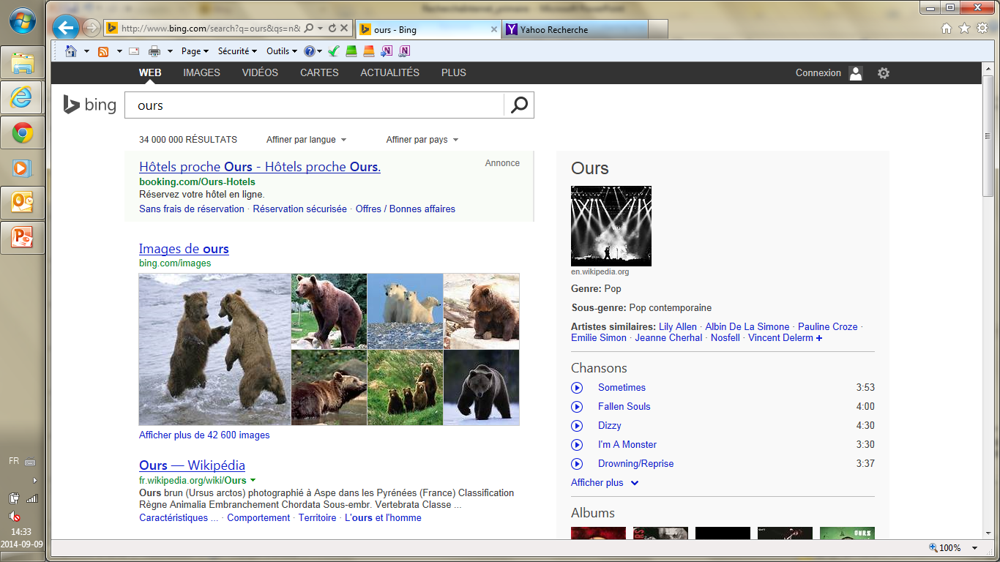 http://www.bing.com/search?q=ours&qs=n&
ours - Bing
Yahoo Recherche
Page
Sécurité
Outils
WEB
IMAGES
VIDÉOS
CARTES
ACTUALITÉS
PLUS
Connexion
bing
ours
34 000 000 RÉSULTATS
Affiner par langue
Affiner par pays
Hôtels proche Ours - Hôtels proche Ours.
Annonce
booking.com/Ours-Hotels
Réservez votre hôtel en ligne.
Sans frais de réservation · Réservation sécurisée · Offres / Bonnes affaires
Images de ours
bing.com/images
Afficher plus de 42 600 images
Ours — Wikipédia
fr.wikipedia.org/wiki/Ours
Ours brun (Ursus arctos) photographié à Aspe dans les Pyrénées (France) Classification
Règne Animalia Embranchement Chordata Sous-embr. Vertebrata Classe ...
Caractéristiques ... · Comportement · Territoire · L'ours et l'homme
Ours
en.wikipedia.org
Genre: Pop
Sous-genre: Pop contemporaine
Artistes similaires: Lily Allen · Albin De La Simone · Pauline Croze ·
Emilie Simon · Jeanne Cherhal · Nosfell · Vincent Delerm +
Chansons
Sometimes 3:53
Fallen Souls 4:00
Dizzy 4:30
I'm A Monster 3:30
Drowning/Reprise 3:37
Afficher plus
Albums
OURS
FR
14:33
2014-09-09
100%